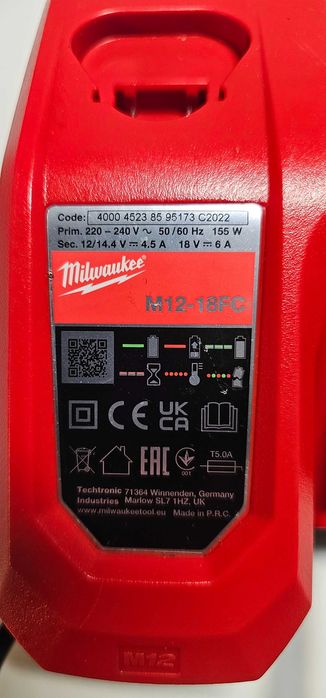 Code: 4000 4523 85 95173 C2022
Prim. 220 – 240 V ~ 50/60 Hz 155 W
Sec. 12/14.4 V ⎓ 4.5 A 18 V ⎓ 6 A
Milwaukee
M12-18FC
CE UK CA
EAC 001 T5.0A
Techtronic 71364 Winnenden, Germany
Industries Marlow SL7 1HZ, UK
www.milwaukeetool.eu Made in P.R.C.
M12